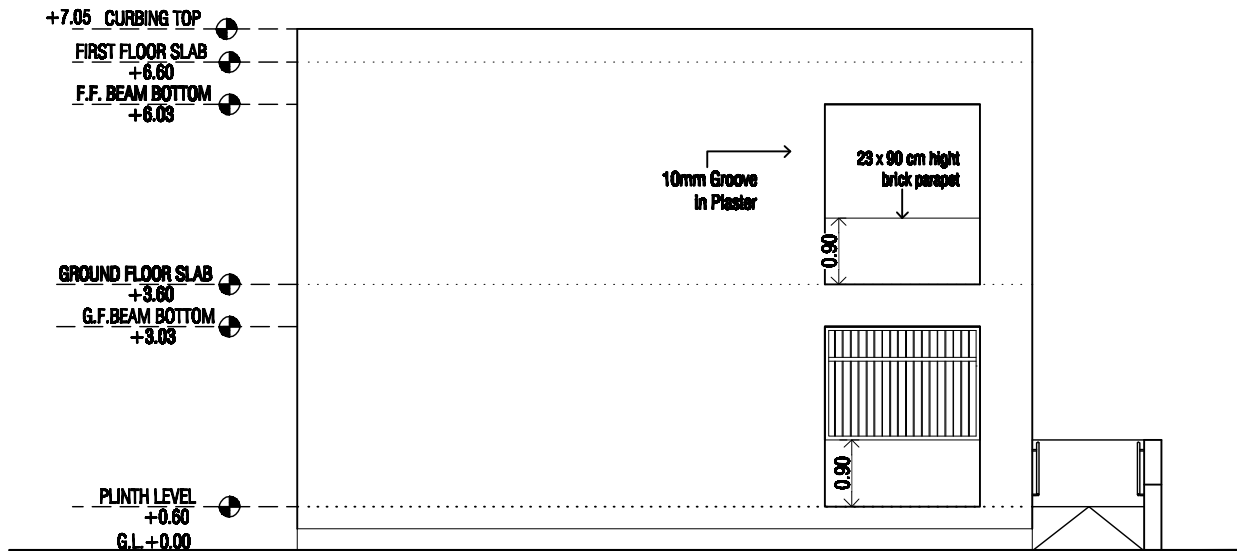 +7.05 CURBING TOP
FIRST FLOOR SLAB
+6.60
F.F. BEAM BOTTOM
+6.03
10mm Groove
in Plaster
23 x 90 cm hight
brick parapet
0.90
GROUND FLOOR SLAB
+3.60
G.F.BEAM BOTTOM
+3.03
0.90
PLINTH LEVEL
+0.60
G.L.+0.00